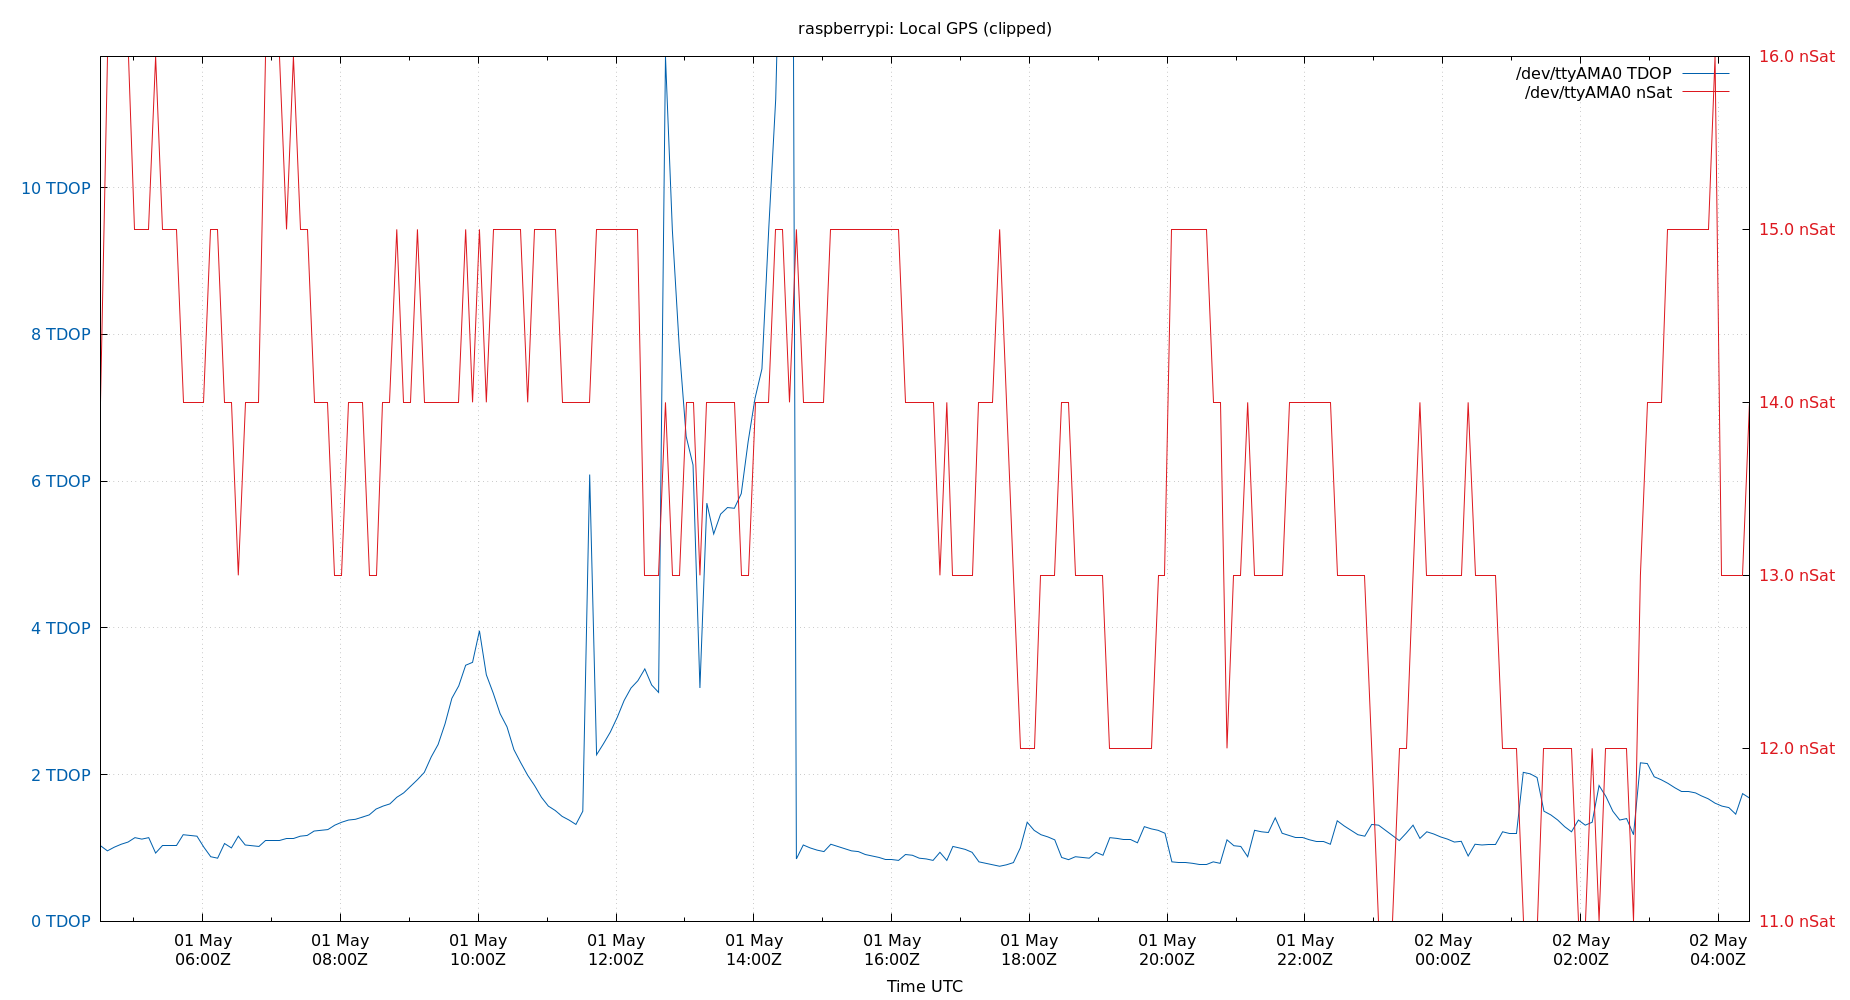 raspberrypi: Local GPS (clipped)
16.0 nSat
/dev/ttyAMA0 TDOP
/dev/ttyAMA0 nSat
10 TDOP
15.0 nSat
8 TDOP
14.0 nSat
6 TDOP
13.0 nSat
4 TDOP
12.0 nSat
2 TDOP
0 TDOP
11.0 nSat
01 May 01 May 01 May 01 May 01 May 01 May 01 May 01 May 01 May 02 May 02 May 02 May
06:00Z 08:00Z 10:00Z 12:00Z 14:00Z 16:00Z 18:00Z 20:00Z 22:00Z 00:00Z 02:00Z 04:00Z
Time UTC